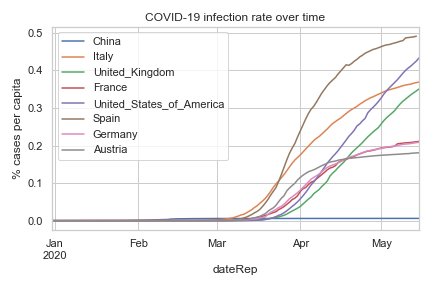 COVID-19 infection rate over time
% cases per capita
0.5
0.4
0.3
0.2
0.1
0.0
China
Italy
United_Kingdom
France
United_States_of_America
Spain
Germany
Austria
Jan
2020
Feb
Mar
Apr
May
dateRep